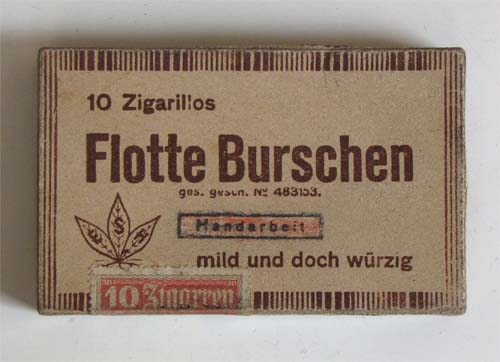 10 Zigarillos
Flotte Burschen
ges. gesch. Nº 483153.
Handarbeit
mild und doch würzig
10 Zigarren